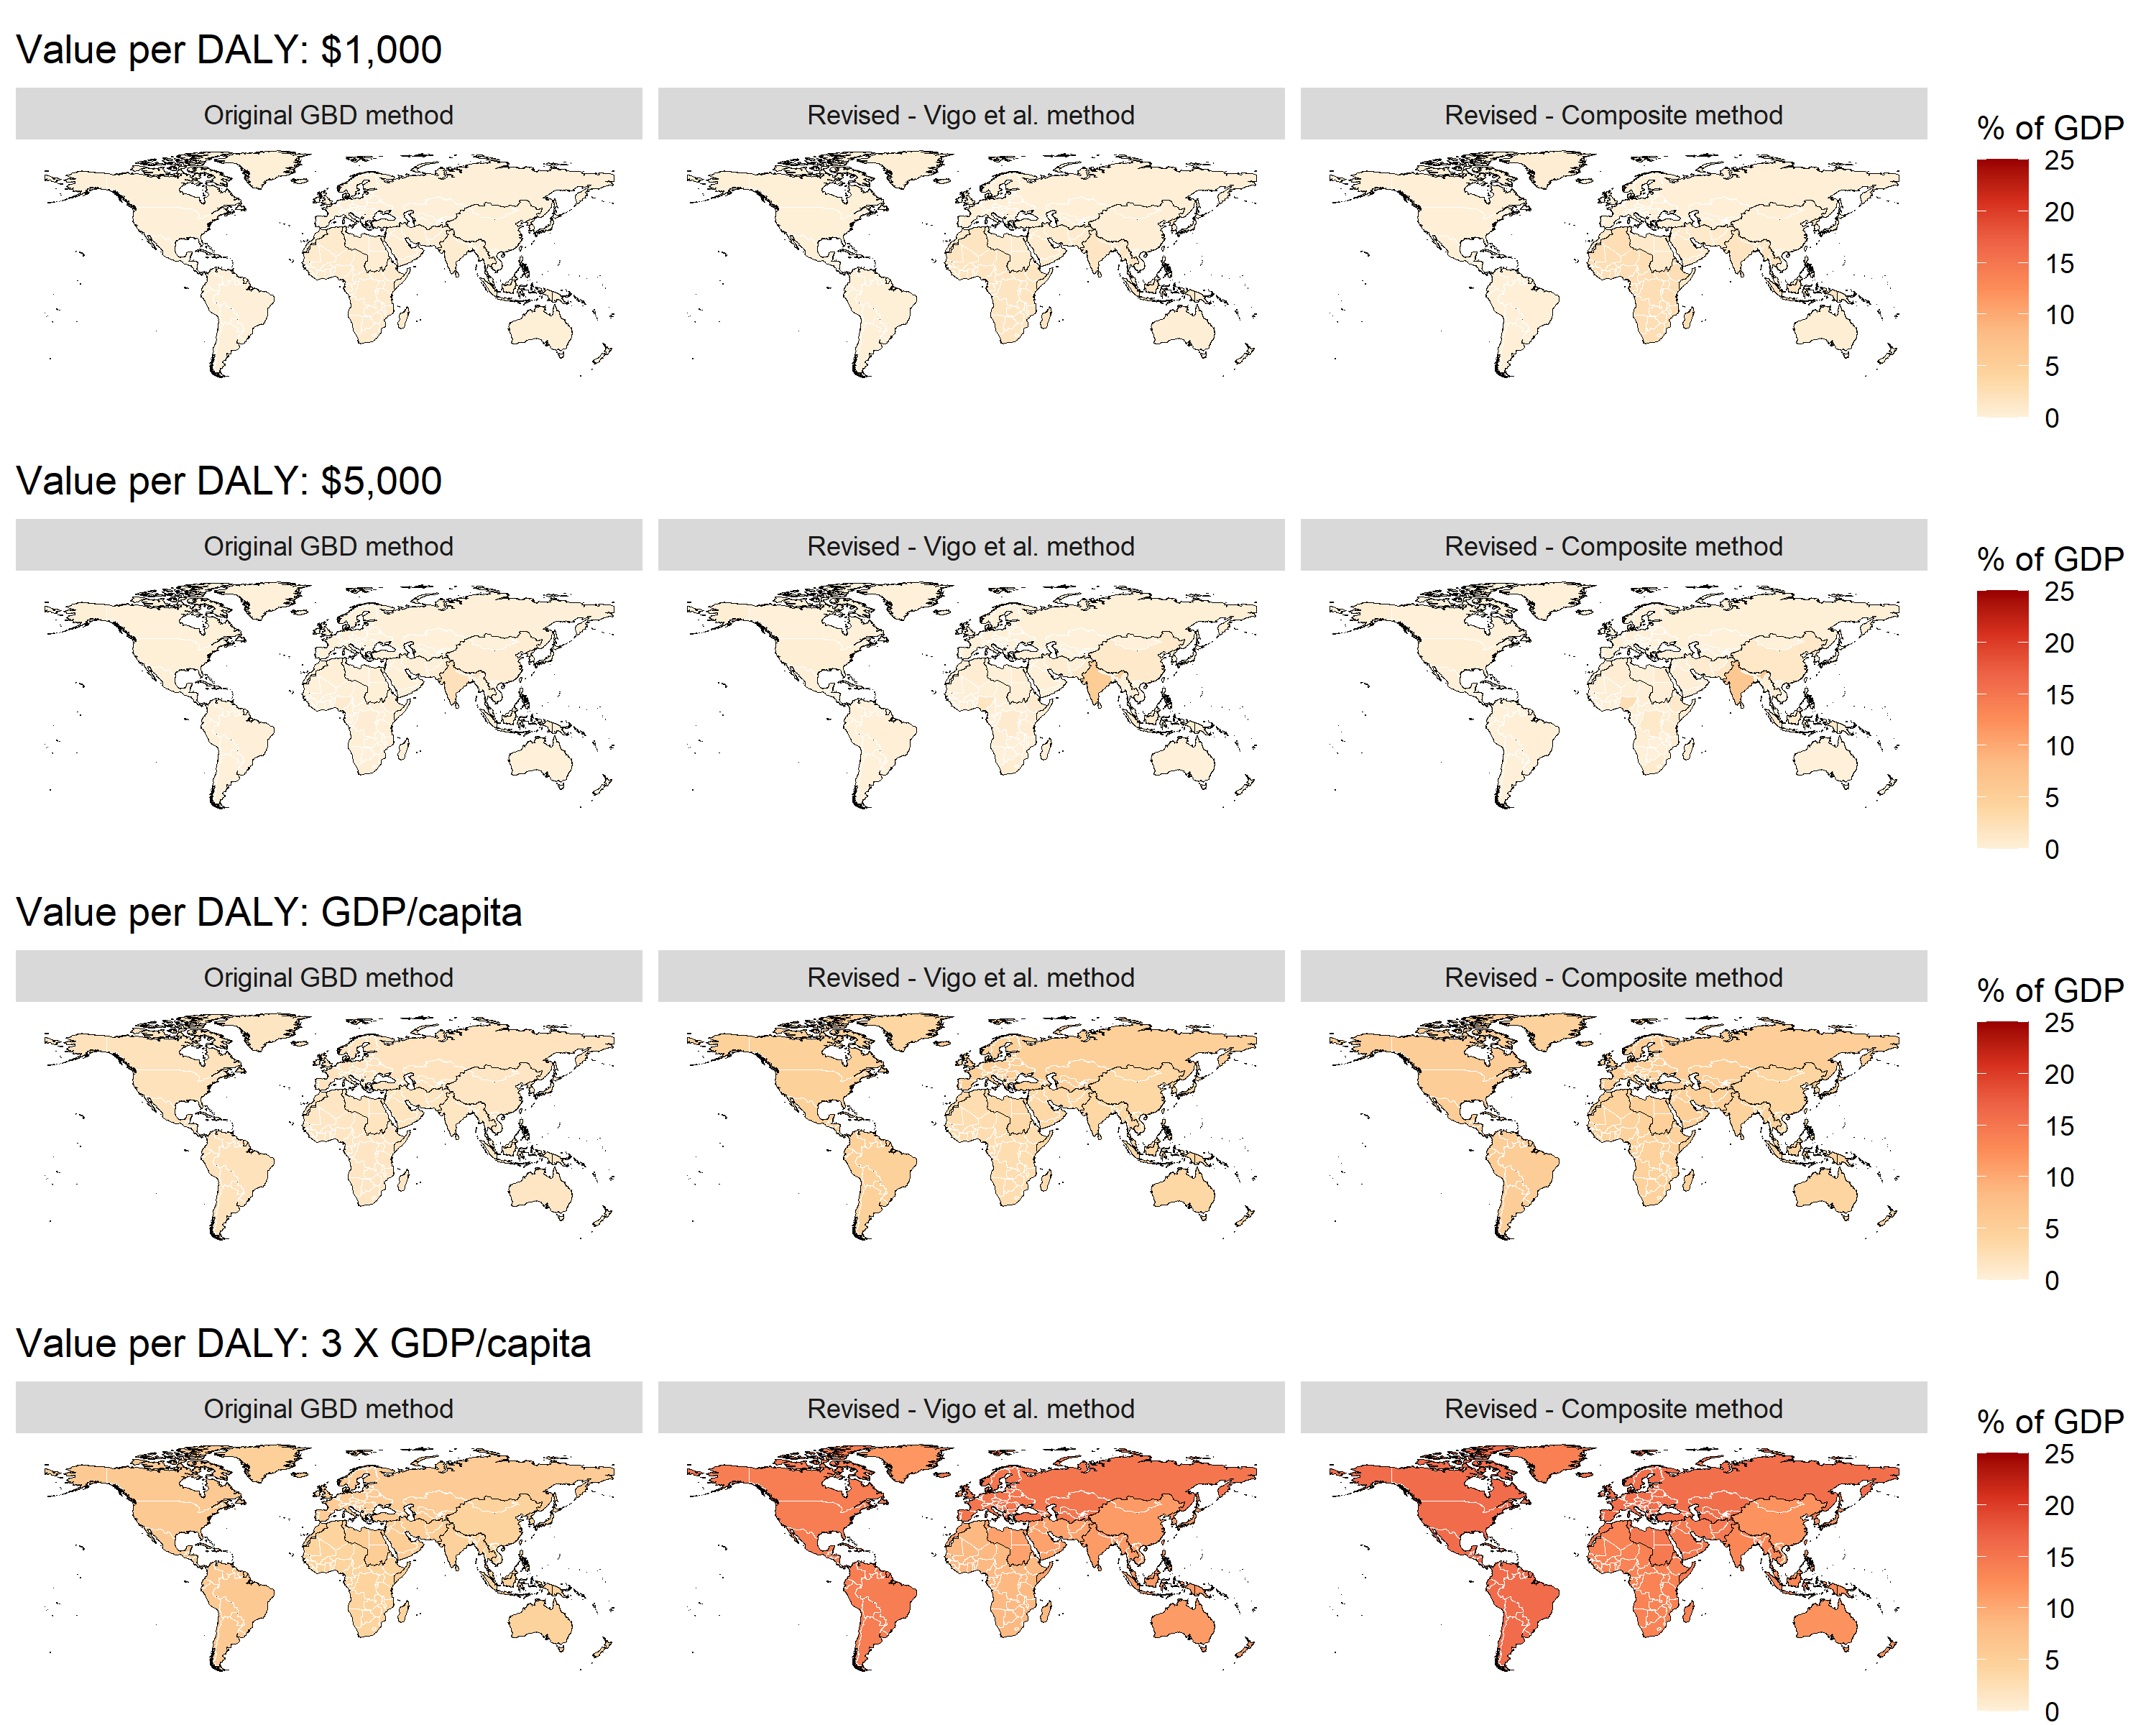 Value per DALY: $1,000
Original GBD method
Revised - Vigo et al. method
Revised - Composite method
% of GDP
25
20
15
10
5
0
Value per DALY: $5,000
Original GBD method
Revised - Vigo et al. method
Revised - Composite method
% of GDP
25
20
15
10
5
0
Value per DALY: GDP/capita
Original GBD method
Revised - Vigo et al. method
Revised - Composite method
% of GDP
25
20
15
10
5
0
Value per DALY: 3 X GDP/capita
Original GBD method
Revised - Vigo et al. method
Revised - Composite method
% of GDP
25
20
15
10
5
0